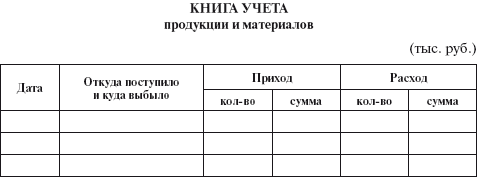 КНИГА УЧЕТА
продукции и материалов
(тыс. руб.)
Дата
Откуда поступило
и куда выбыло
Приход
Расход
кол-во
сумма
кол-во
сумма